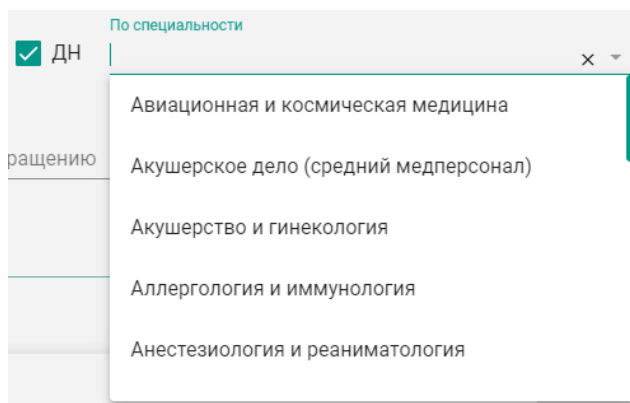 По специальности
ДН
Авиационная и космическая медицина
ращению
Акушерское дело (средний медперсонал)
Акушерство и гинекология
Аллергология и иммунология
Анестезиология и реаниматология